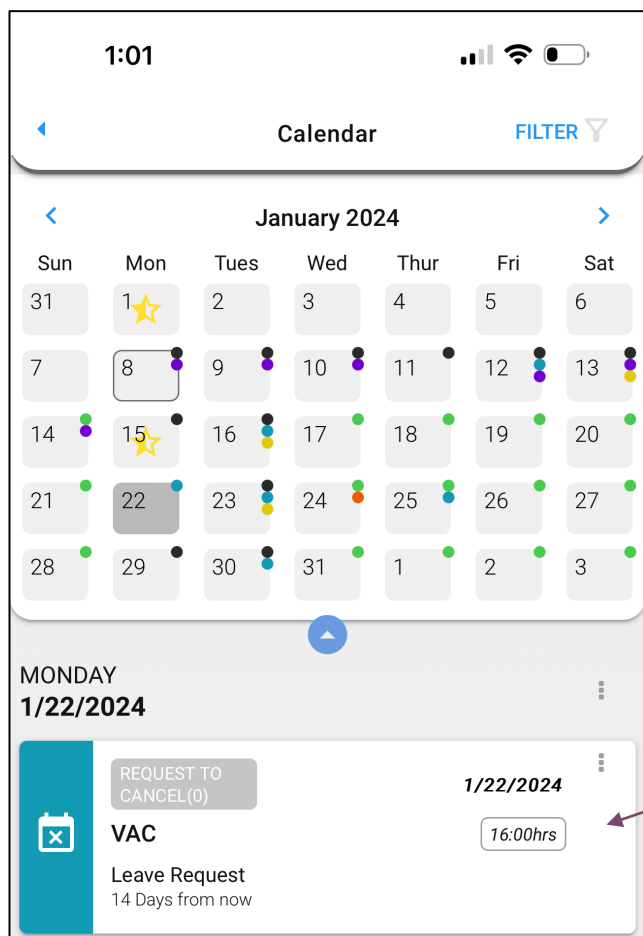 1:01
Calendar
FILTER
January 2024
Sun Mon Tues Wed Thur Fri Sat
31 1 2 3 4 5 6
7 8 9 10 11 12 13
14 15 16 17 18 19 20
21 22 23 24 25 26 27
28 29 30 31 1 2 3
MONDAY
1/22/2024
REQUEST TO
CANCEL(0)
1/22/2024
VAC
16:00hrs
Leave Request
14 Days from now